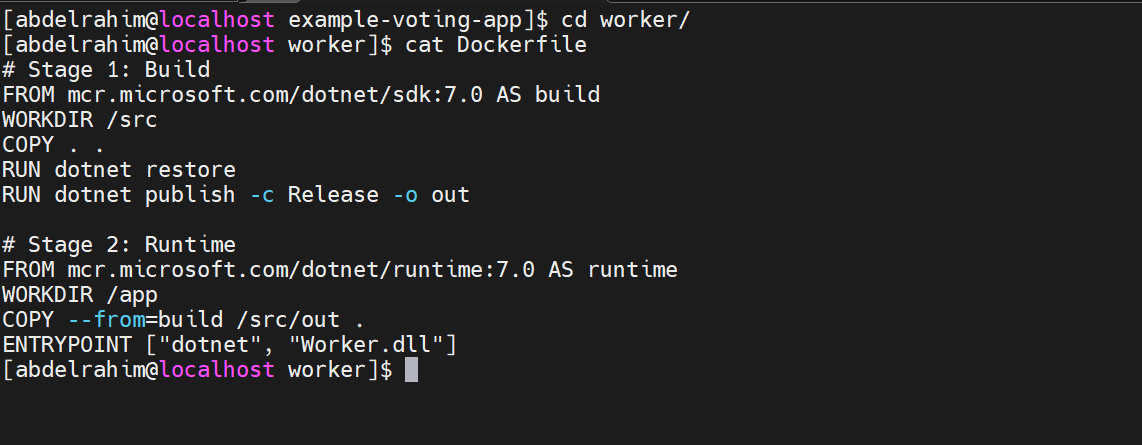 [abdelrahim@localhost example-voting-app]$ cd worker/
[abdelrahim@localhost worker]$ cat Dockerfile
# Stage 1: Build
FROM mcr.microsoft.com/dotnet/sdk:7.0 AS build
WORKDIR /src
COPY . .
RUN dotnet restore
RUN dotnet publish -c Release -o out

# Stage 2: Runtime
FROM mcr.microsoft.com/dotnet/runtime:7.0 AS runtime
WORKDIR /app
COPY --from=build /src/out .
ENTRYPOINT ["dotnet", "Worker.dll"]
[abdelrahim@localhost worker]$